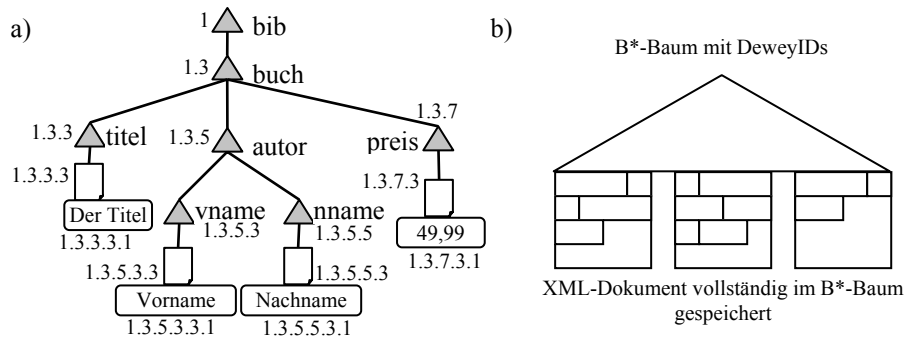 a)
1 bib
1.3 buch
1.3.3 titel
1.3.5 autor
1.3.7
preis
1.3.3.3
Der Titel
1.3.3.3.1
vname
1.3.5.3
nname
1.3.5.5
1.3.7.3
49,99
1.3.7.3.1
1.3.5.3.3
Vorname
1.3.5.3.3.1
1.3.5.5.3
Nachname
1.3.5.5.3.1
b)
B*-Baum mit DeweyIDs
XML-Dokument vollständig im B*-Baum
gespeichert